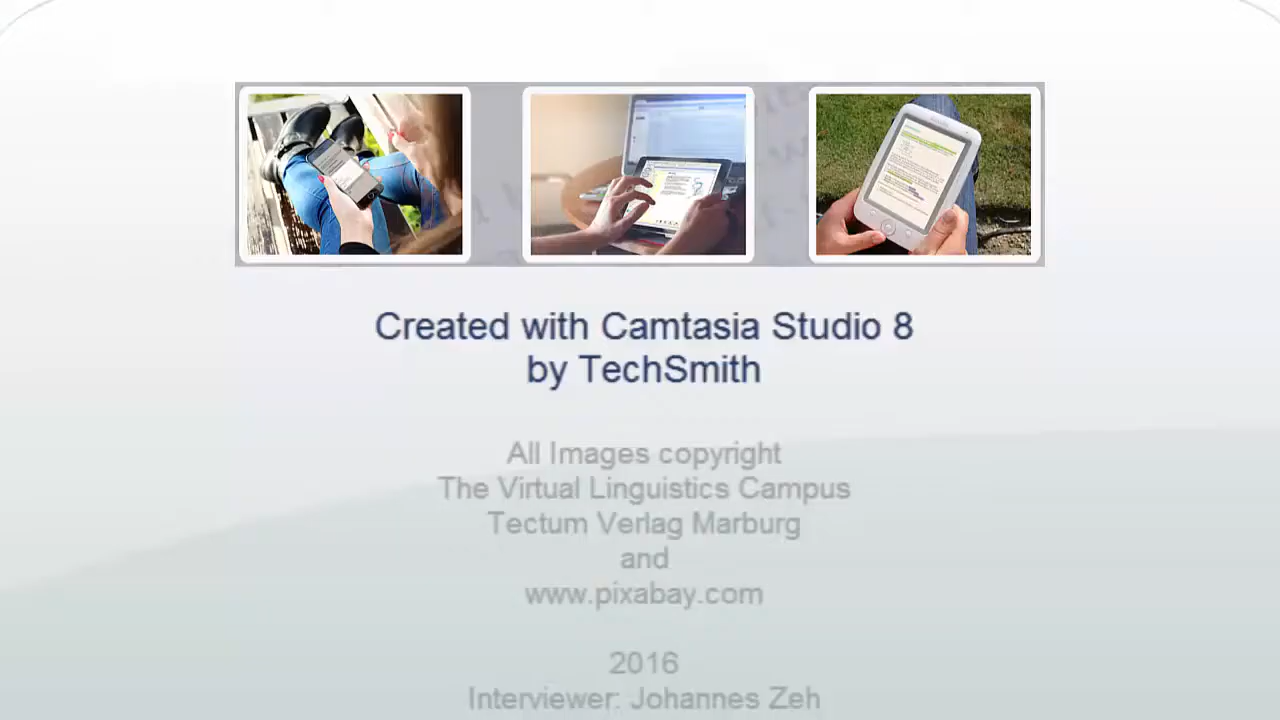 Created with Camtasia Studio 8
by TechSmith
All Images copyright
The Virtual Linguistics Campus
Tectum Verlag Marburg
and
www.pixabay.com
2016
Interviewer: Johannes Zeh